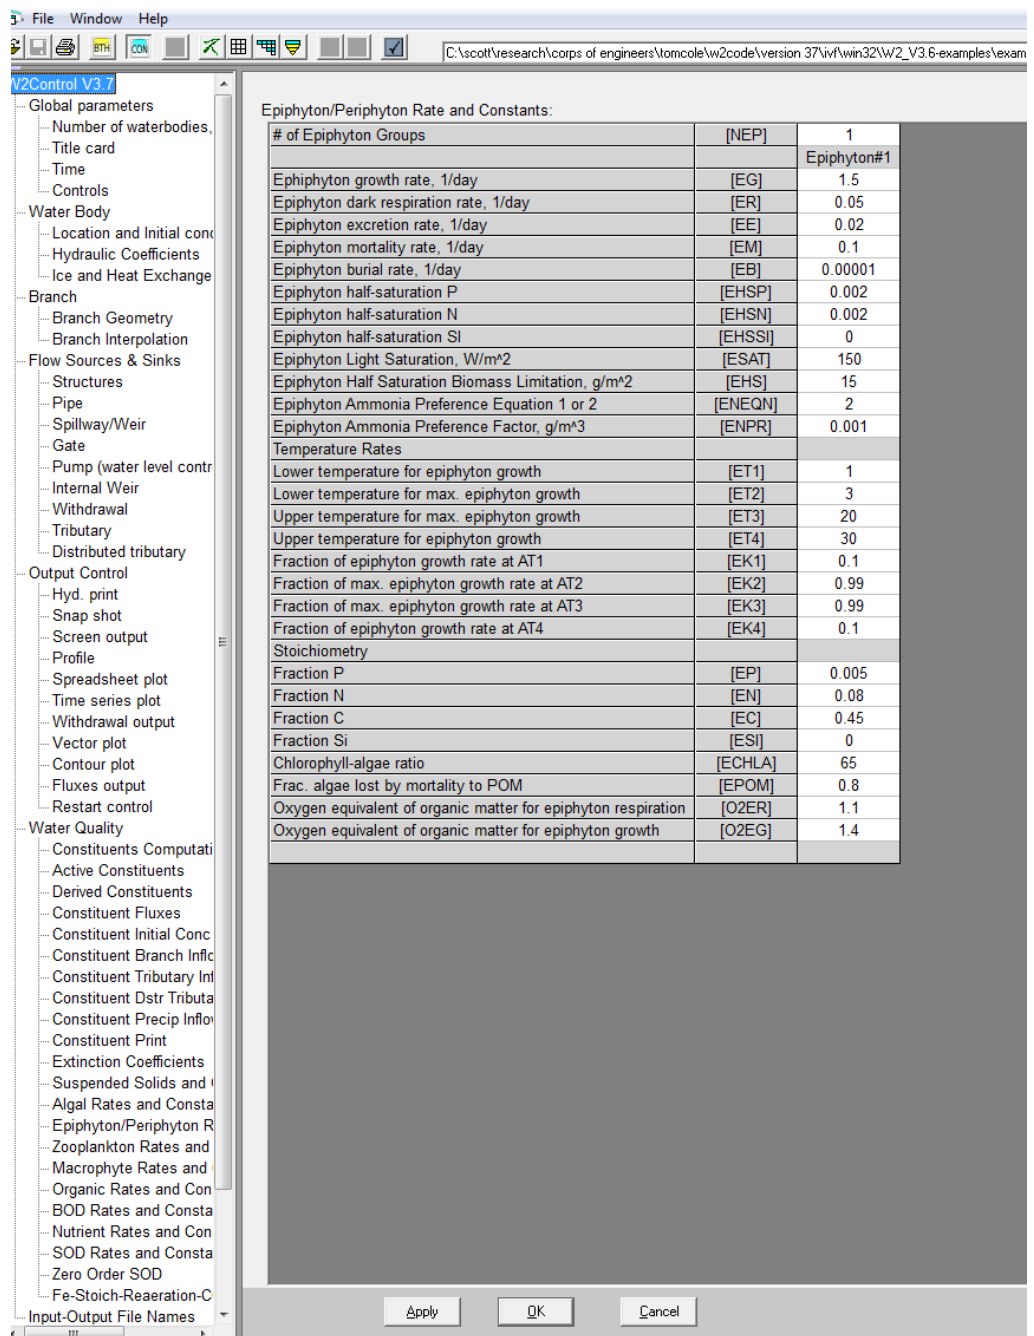 File Window Help
BTH CON
C:\scott\research\corps of engineers\tomcole\w2code\version 37\ivf\win32\W2_V3.6-examples\exam
W2Control V3.7
Global parameters
Number of waterbodies,
Title card
Time
Controls
Water Body
Location and Initial cond
Hydraulic Coefficients
Ice and Heat Exchange
Branch
Branch Geometry
Branch Interpolation
Flow Sources & Sinks
Structures
Pipe
Spillway/Weir
Gate
Pump (water level contr
Internal Weir
Withdrawal
Tributary
Distributed tributary
Output Control
Hyd. print
Snap shot
Screen output
Profile
Spreadsheet plot
Time series plot
Withdrawal output
Vector plot
Contour plot
Fluxes output
Restart control
Water Quality
Constituents Computati
Active Constituents
Derived Constituents
Constituent Fluxes
Constituent Initial Conc
Constituent Branch Inflo
Constituent Tributary Inf
Constituent Dstr Tributa
Constituent Precip Inflow
Constituent Print
Extinction Coefficients
Suspended Solids and
Algal Rates and Consta
Epiphyton/Periphyton R
Zooplankton Rates and
Macrophyte Rates and
Organic Rates and Con
BOD Rates and Consta
Nutrient Rates and Con
SOD Rates and Consta
Zero Order SOD
Fe-Stoich-Reaeration-C
Input-Output File Names
Epiphyton/Periphyton Rate and Constants:
# of Epiphyton Groups [NEP] 1
Epiphyton#1
Ephiphyton growth rate, 1/day [EG] 1.5
Epiphyton dark respiration rate, 1/day [ER] 0.05
Epiphyton excretion rate, 1/day [EE] 0.02
Epiphyton mortality rate, 1/day [EM] 0.1
Epiphyton burial rate, 1/day [EB] 0.00001
Epiphyton half-saturation P [EHSP] 0.002
Epiphyton half-saturation N [EHSN] 0.002
Epiphyton half-saturation SI [EHSSI] 0
Epiphyton Light Saturation, W/m^2 [ESAT] 150
Epiphyton Half Saturation Biomass Limitation, g/m^2 [EHS] 15
Epiphyton Ammonia Preference Equation 1 or 2 [ENEQN] 2
Epiphyton Ammonia Preference Factor, g/m^3 [ENPR] 0.001
Temperature Rates
Lower temperature for epiphyton growth [ET1] 1
Lower temperature for max. epiphyton growth [ET2] 3
Upper temperature for max. epiphyton growth [ET3] 20
Upper temperature for epiphyton growth [ET4] 30
Fraction of epiphyton growth rate at AT1 [EK1] 0.1
Fraction of max. epiphyton growth rate at AT2 [EK2] 0.99
Fraction of max. epiphyton growth rate at AT3 [EK3] 0.99
Fraction of epiphyton growth rate at AT4 [EK4] 0.1
Stoichiometry
Fraction P [EP] 0.005
Fraction N [EN] 0.08
Fraction C [EC] 0.45
Fraction Si [ESI] 0
Chlorophyll-algae ratio [ECHLA] 65
Frac. algae lost by mortality to POM [EPOM] 0.8
Oxygen equivalent of organic matter for epiphyton respiration [O2ER] 1.1
Oxygen equivalent of organic matter for epiphyton growth [O2EG] 1.4
Apply OK Cancel